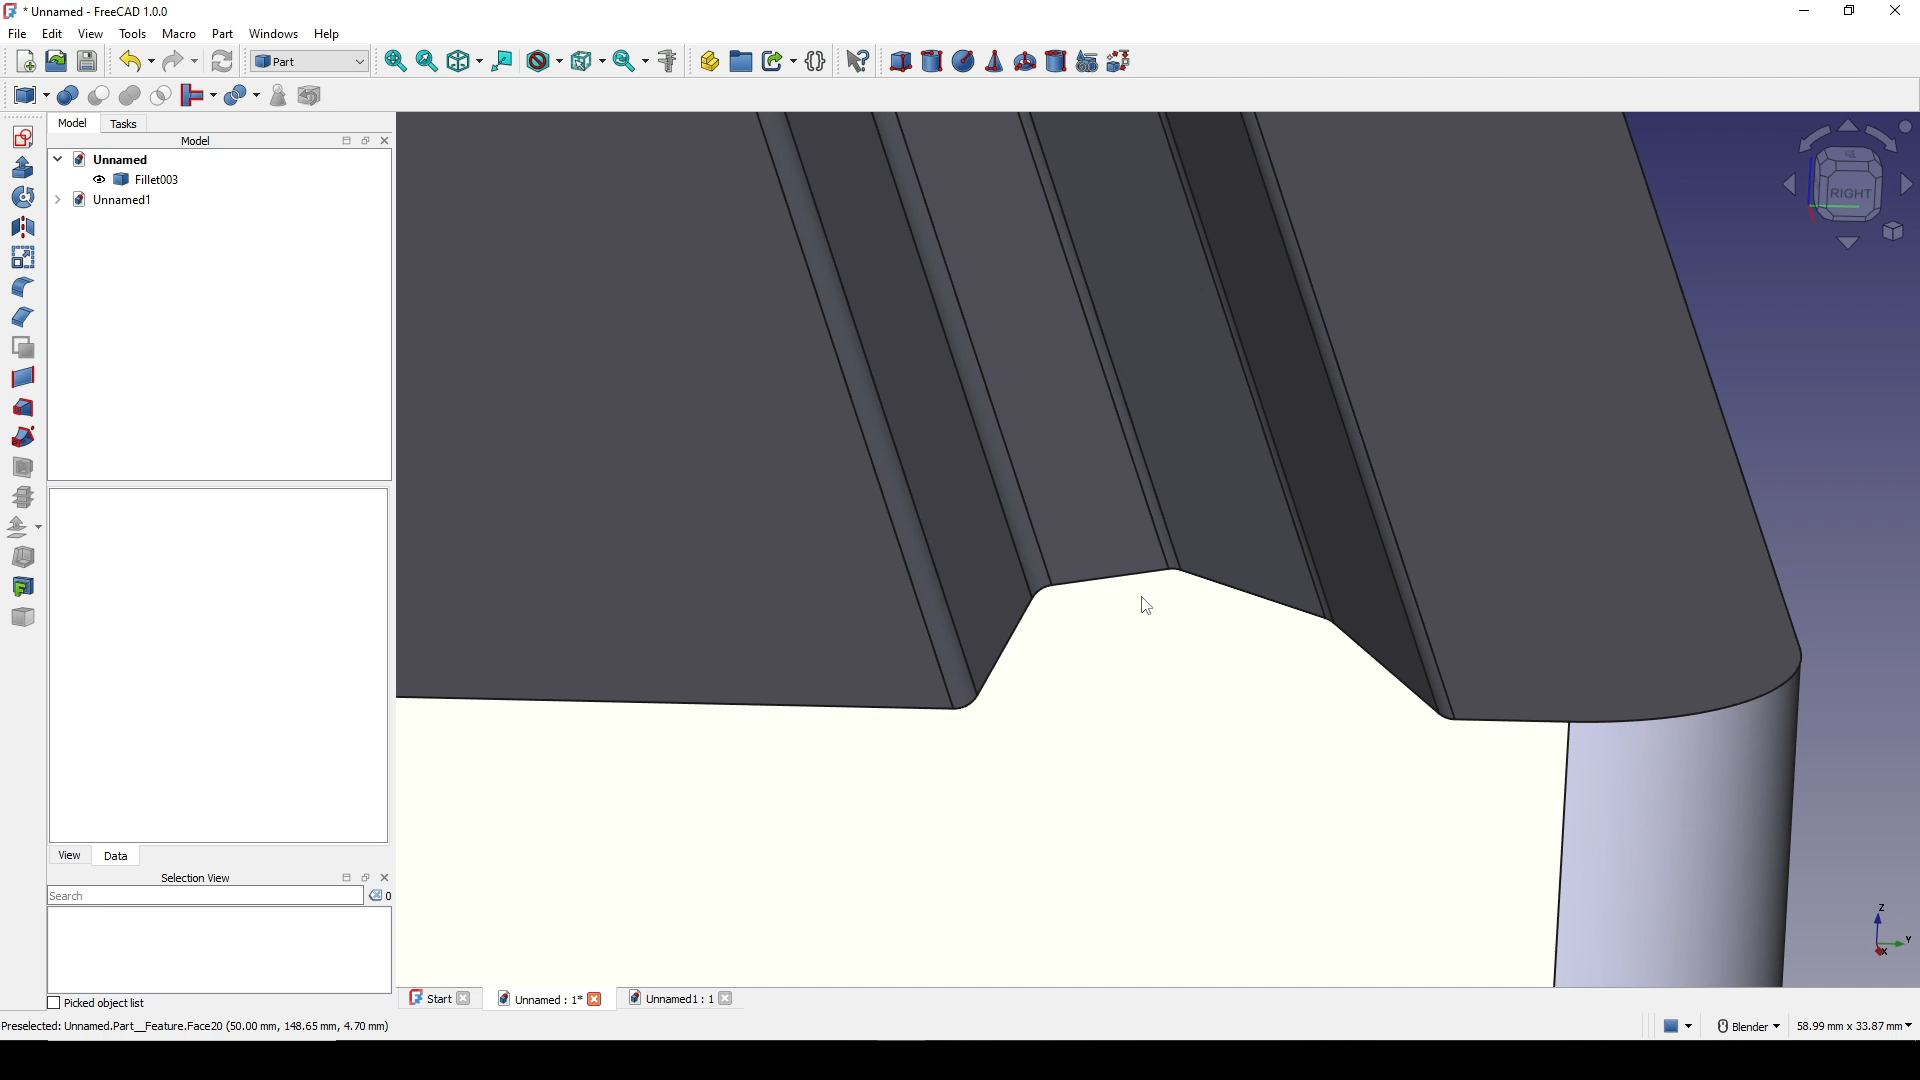 * Unnamed - FreeCAD 1.0.0
File Edit View Tools Macro Part Windows Help
Part
Model Tasks
Model
Unnamed
Fillet003
Unnamed1
RIGHT
View Data
Selection View
Search 0
Picked object list
Z
Y
X
Start Unnamed : 1* Unnamed1 : 1
Preselected: Unnamed.Part__Feature.Face20 (50.00 mm, 148.65 mm, 4.70 mm) Blender 58.99 mm x 33.87 mm